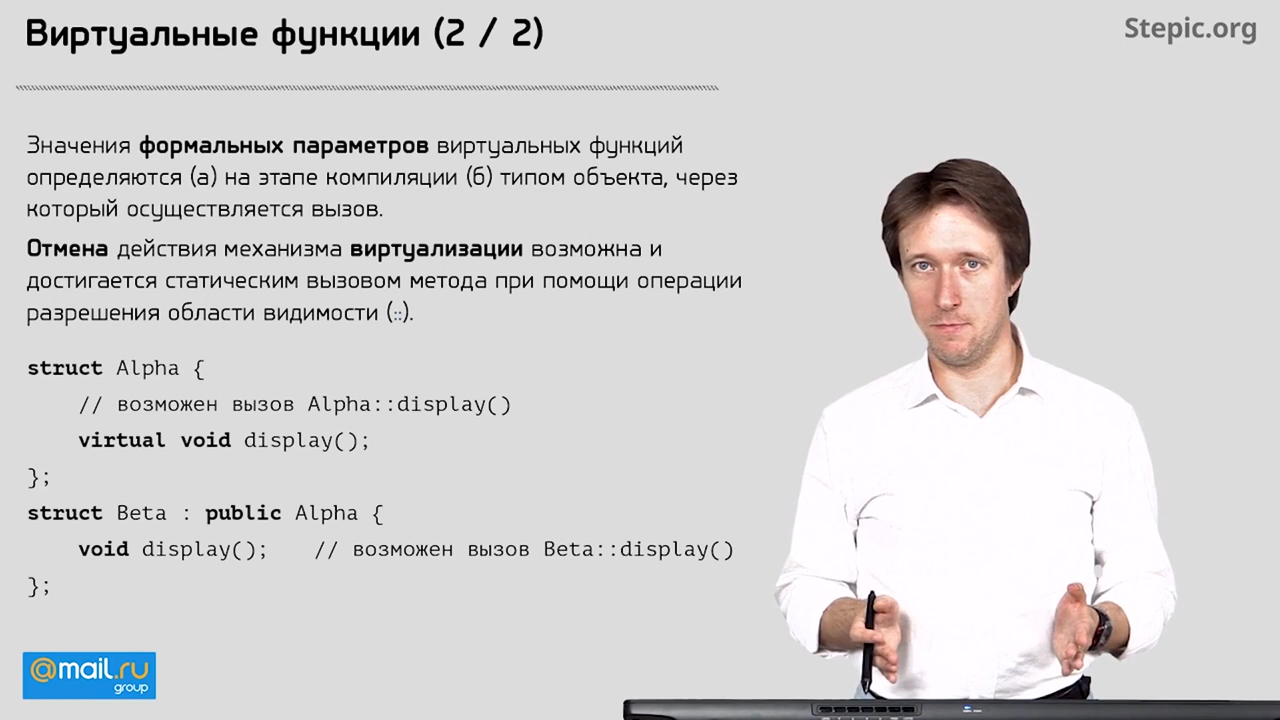 Виртуальные функции (2 / 2)
Stepic.org
Значения формальных параметров виртуальных функций
определяются (а) на этапе компиляции (б) типом объекта, через
который осуществляется вызов.
Отмена действия механизма виртуализации возможна и
достигается статическим вызовом метода при помощи операции
разрешения области видимости (::).
struct Alpha {
// возможен вызов Alpha::display()
virtual void display();
};
struct Beta : public Alpha {
void display(); // возможен вызов Beta::display()
};
@mail.ru
group